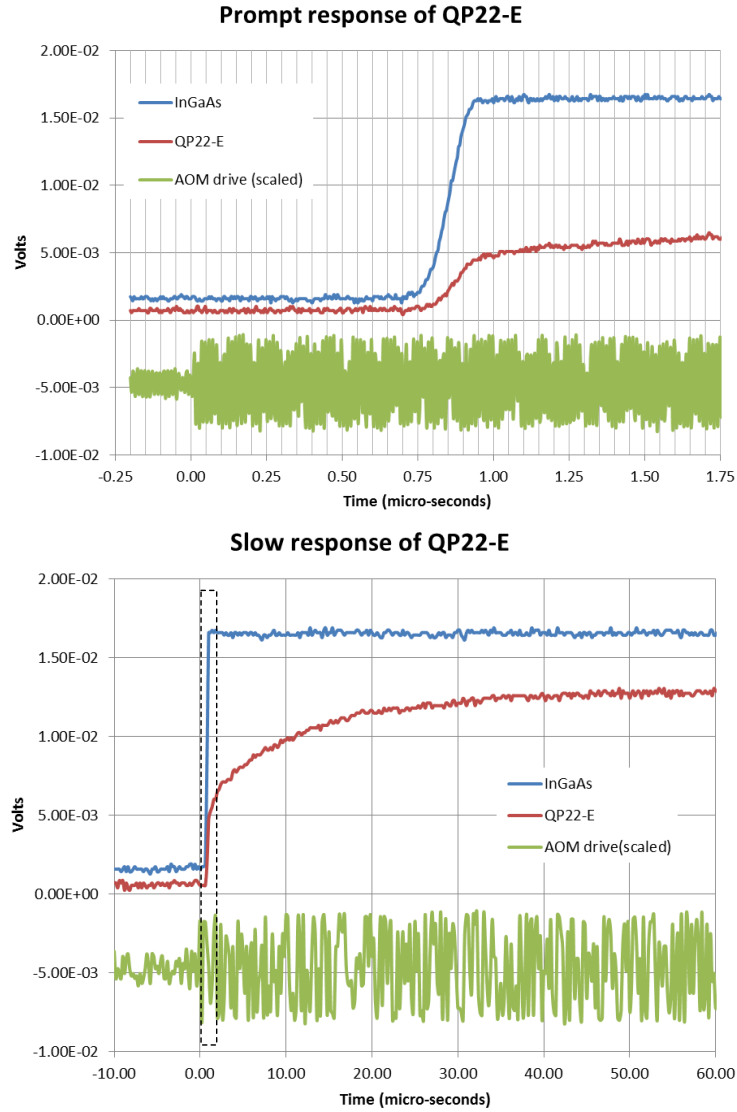 Prompt response of QP22-E
2.00E-02
1.50E-02
1.00E-02
5.00E-03
0.00E+00
-5.00E-03
-1.00E-02
Volts
InGaAs
QP22-E
AOM drive (scaled)
-0.25 0.00 0.25 0.50 0.75 1.00 1.25 1.50 1.75
Time (micro-seconds)
Slow response of QP22-E
2.00E-02
1.50E-02
1.00E-02
5.00E-03
0.00E+00
-5.00E-03
-1.00E-02
Volts
InGaAs
QP22-E
AOM drive(scaled)
-10.00 0.00 10.00 20.00 30.00 40.00 50.00 60.00
Time (micro-seconds)